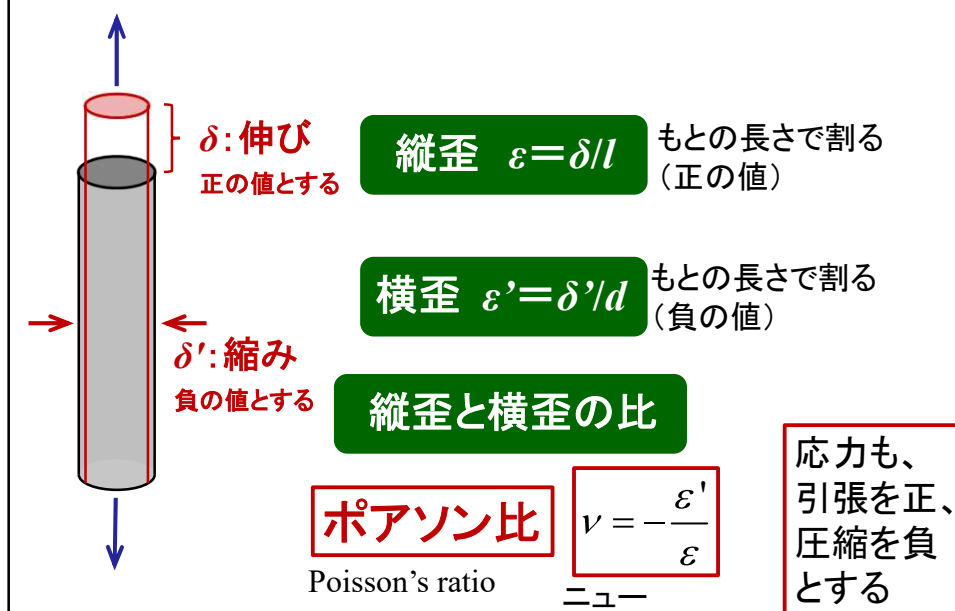 δ:伸び
正の値とする
縦歪 ε=δ/l
もとの長さで割る
(正の値)
横歪 ε’=δ’/d
もとの長さで割る
(負の値)
δ':縮み
負の値とする
縦歪と横歪の比
ポアソン比
Poisson’s ratio
ν = − ε' / ε
ニュー
応力も、
引張を正、
圧縮を負
とする